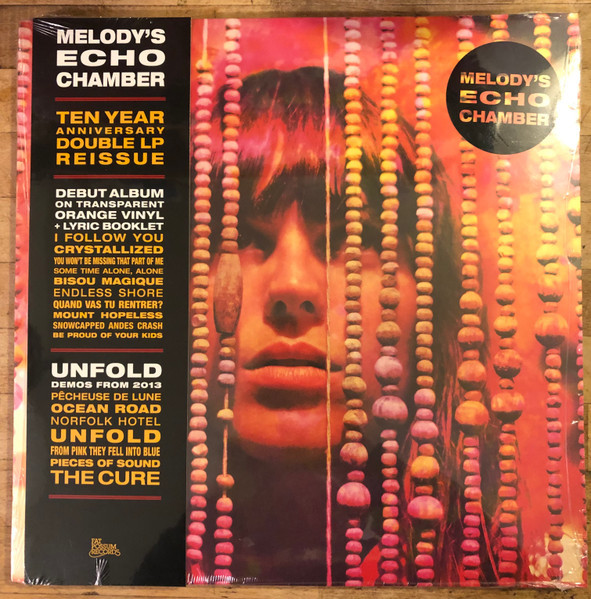 MELODY'S
ECHO
CHAMBER
TEN YEAR
ANNIVERSARY
DOUBLE LP
REISSUE
DEBUT ALBUM
ON TRANSPARENT
ORANGE VINYL
+ LYRIC BOOKLET
I FOLLOW YOU
CRYSTALLIZED
YOU WON'T BE MISSING THAT PART OF ME
SOME TIME ALONE, ALONE
BISOU MAGIQUE
ENDLESS SHORE
QUAND VAS TU RENTRER?
MOUNT HOPELESS
SNOWCAPPED ANDES CRASH
BE PROUD OF YOUR KIDS
UNFOLD
DEMOS FROM 2013
PÊCHEUSE DE LUNE
OCEAN ROAD
NORFOLK HOTEL
UNFOLD
FROM PINK THEY FELL INTO BLUE
PIECES OF SOUND
THE CURE
FAT
POSSUM
RECORDS
MELODY'S
ECHO
CHAMBER